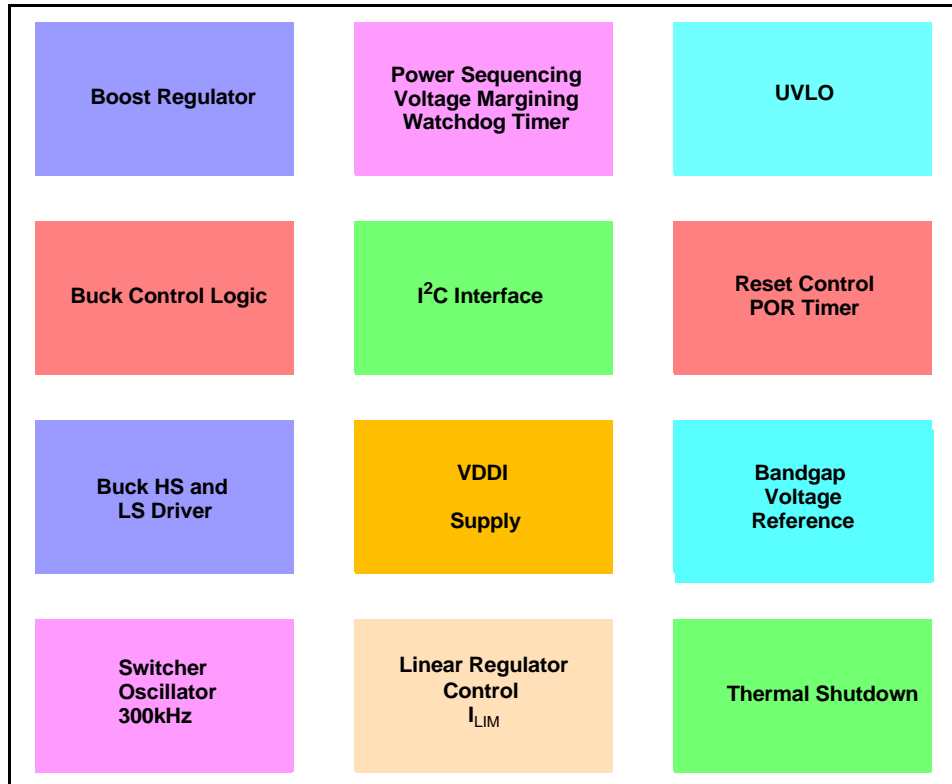 Boost Regulator
Power Sequencing
Voltage Margining
Watchdog Timer
UVLO
Buck Control Logic
I²C Interface
Reset Control
POR Timer
Buck HS and
LS Driver
VDDI
Supply
Bandgap
Voltage
Reference
Switcher
Oscillator
300kHz
Linear Regulator
Control
I_LIM
Thermal Shutdown